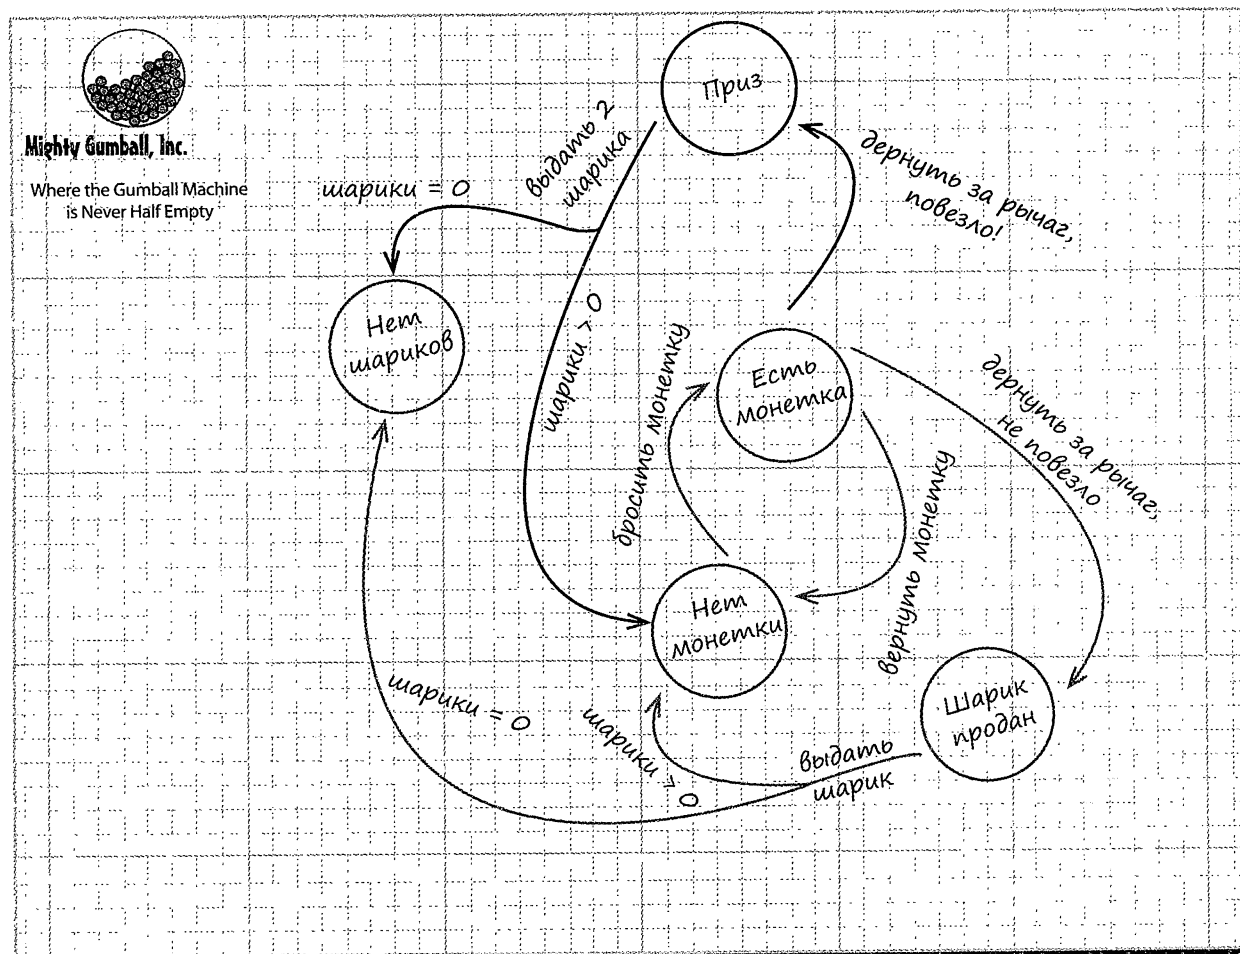 Mighty Gumball, Inc.
Where the Gumball Machine
is Never Half Empty
Приз
выдать 2
шарика
шарики = 0
дернуть за рычаг,
повезло!
Нет
шариков
шарики > 0
бросить монетку
Есть
монетка
дернуть за рычаг,
не повезло
вернуть монетку
Нет
монетки
Шарик
продан
шарики = 0
шарики > 0
выдать
шарик